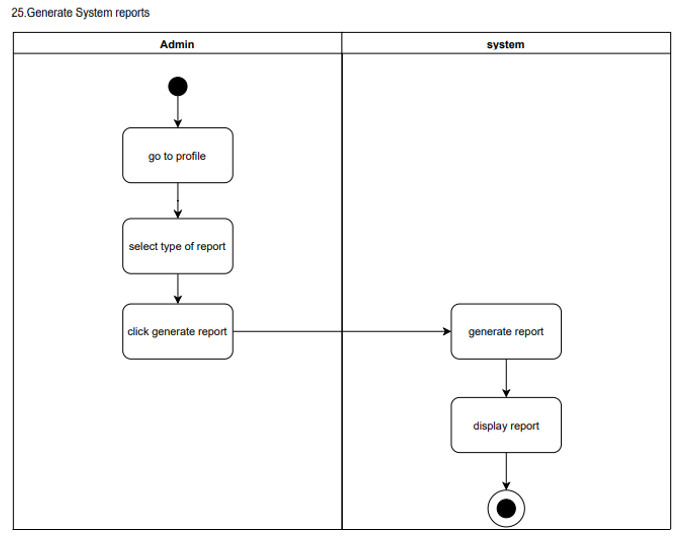 25.Generate System reports
Admin
system
go to profile
select type of report
click generate report
generate report
display report